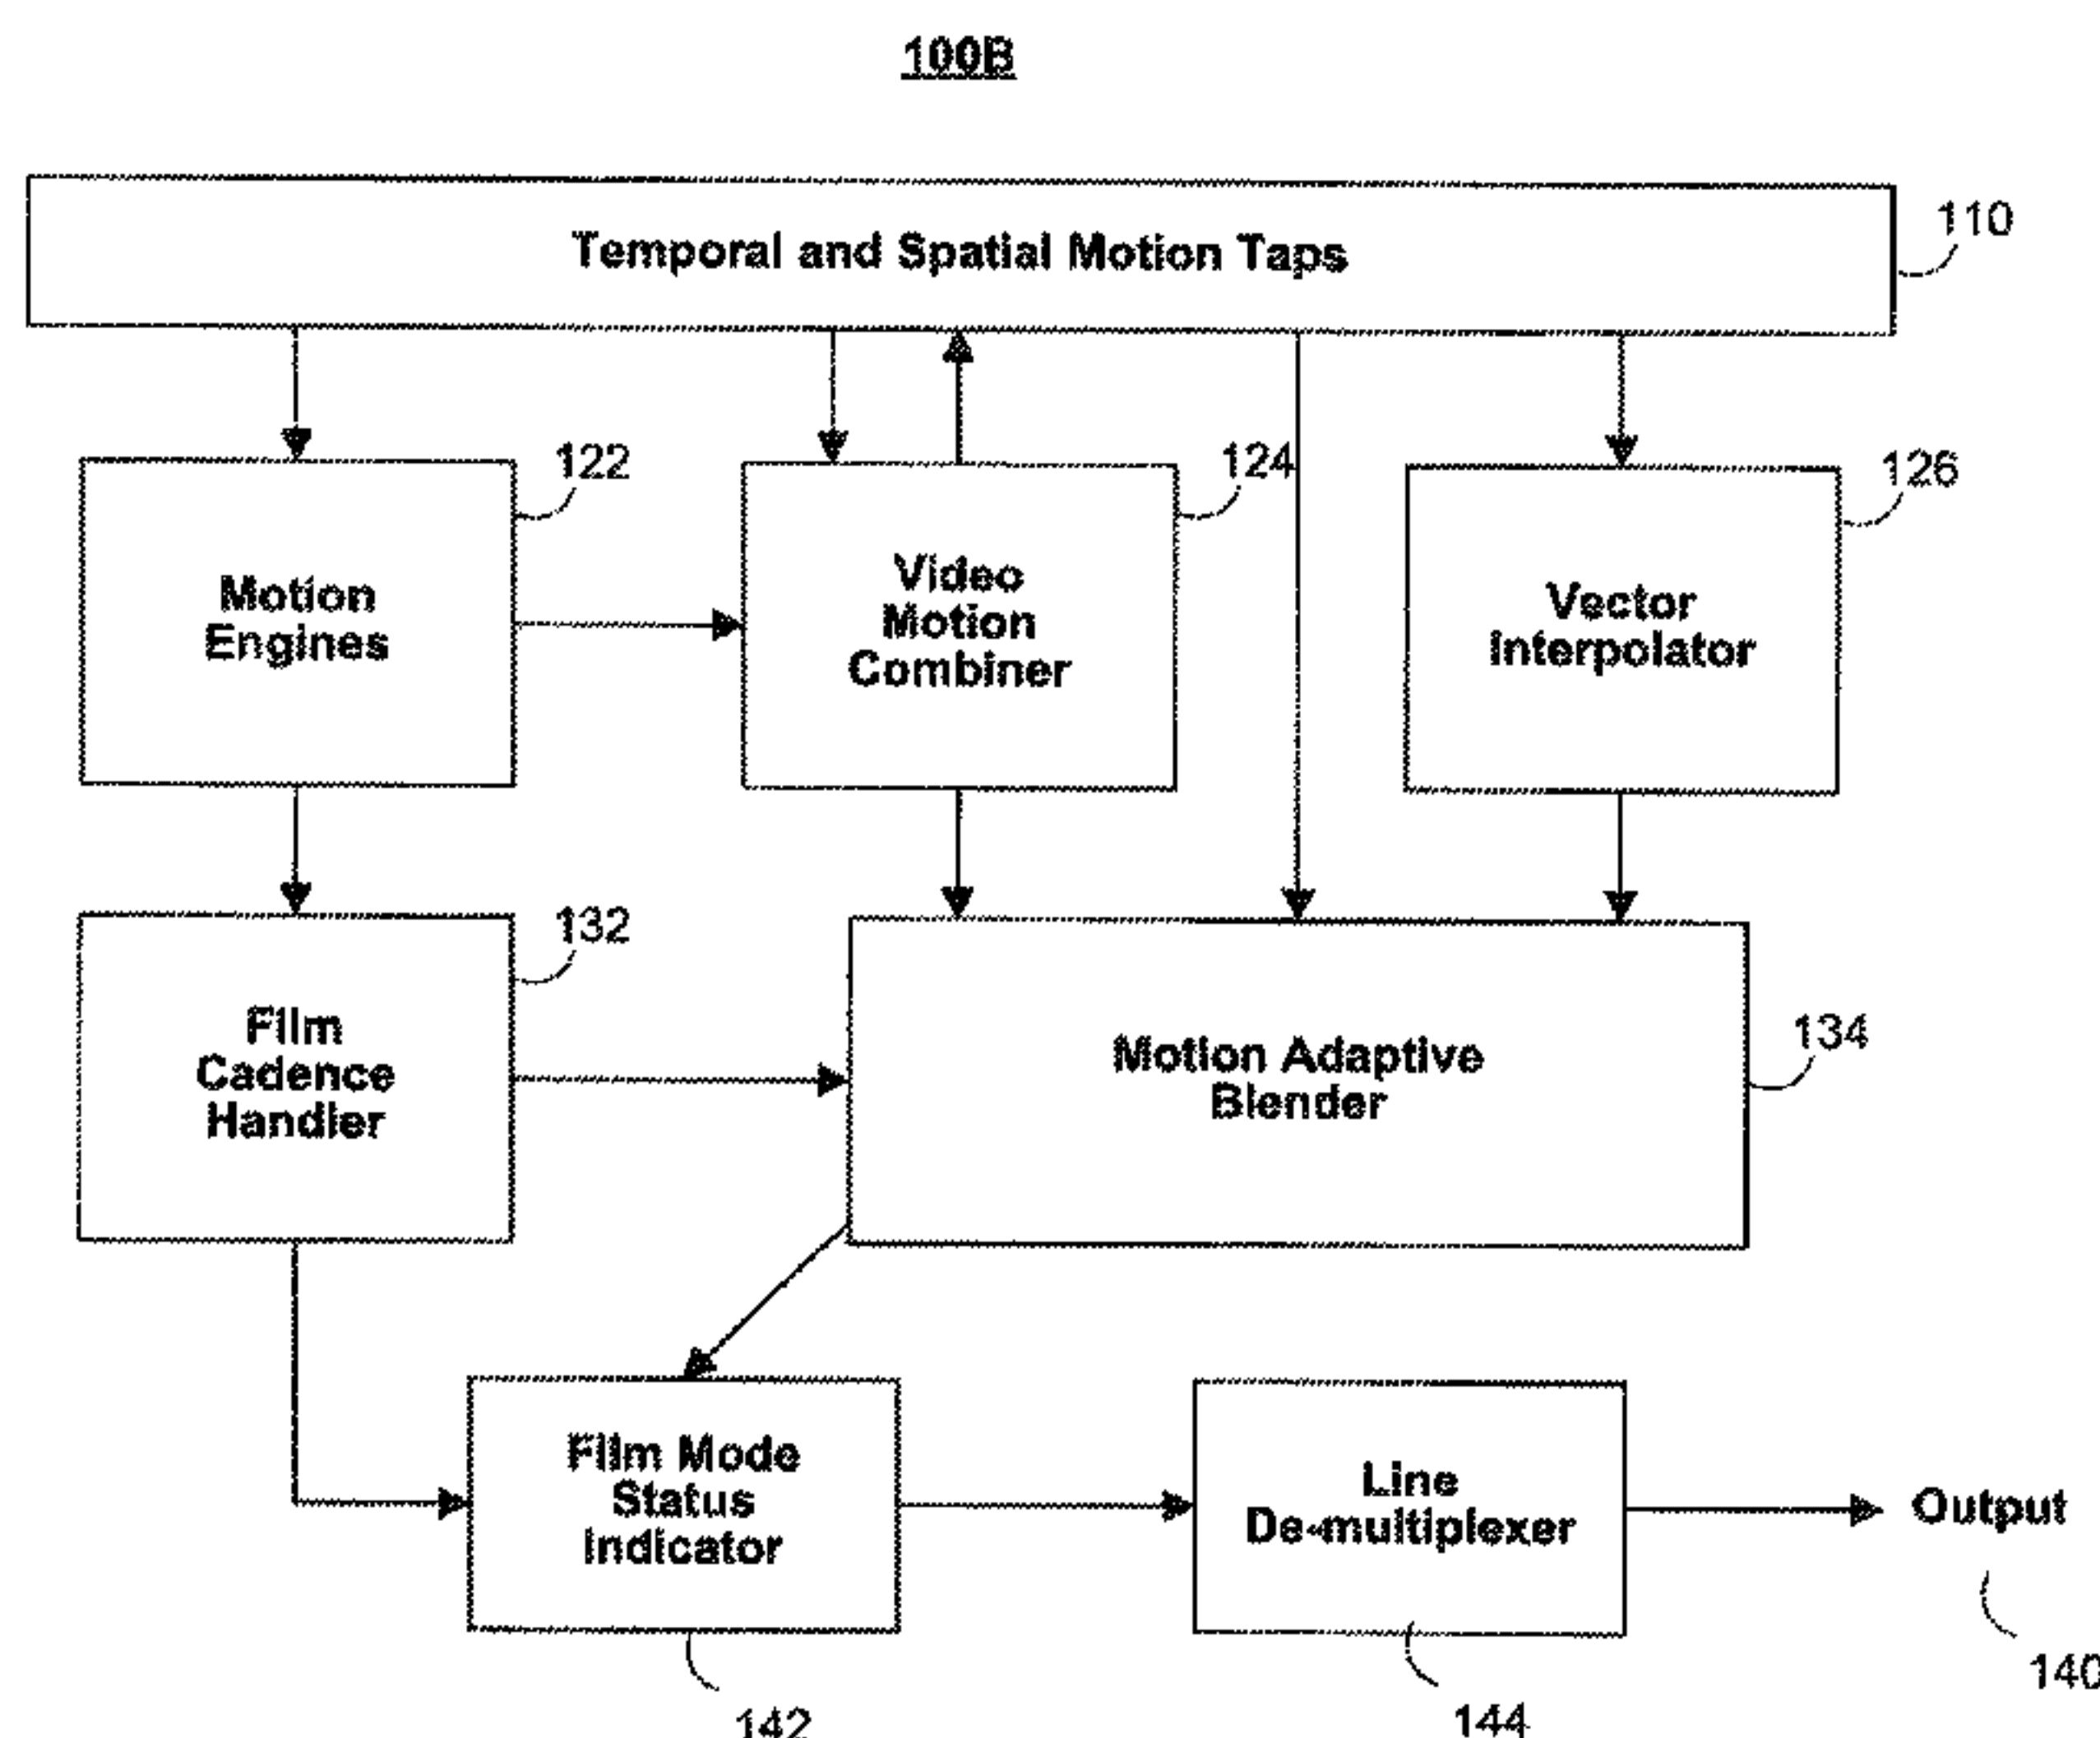 100B
Temporal and Spatial Motion Taps
110
122
124
126
Motion
Engines
Video
Motion
Combiner
Vector
Interpolator
132
Film
Cadence
Handler
134
Motion Adaptive
Blender
Film Mode
Status
Indicator
Line
De-multiplexer
Output
140
142
144